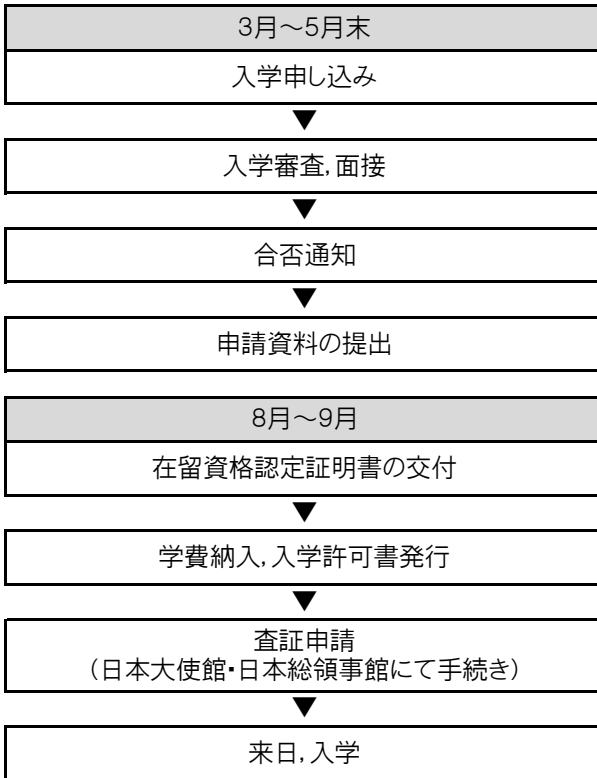 3月～5月末
入学申し込み
▼
入学審査,面接
▼
合否通知
▼
申請資料の提出
8月～9月
在留資格認定証明書の交付
▼
学費納入,入学許可書発行
▼
査証申請
（日本大使館・日本総領事館にて手続き）
▼
来日,入学